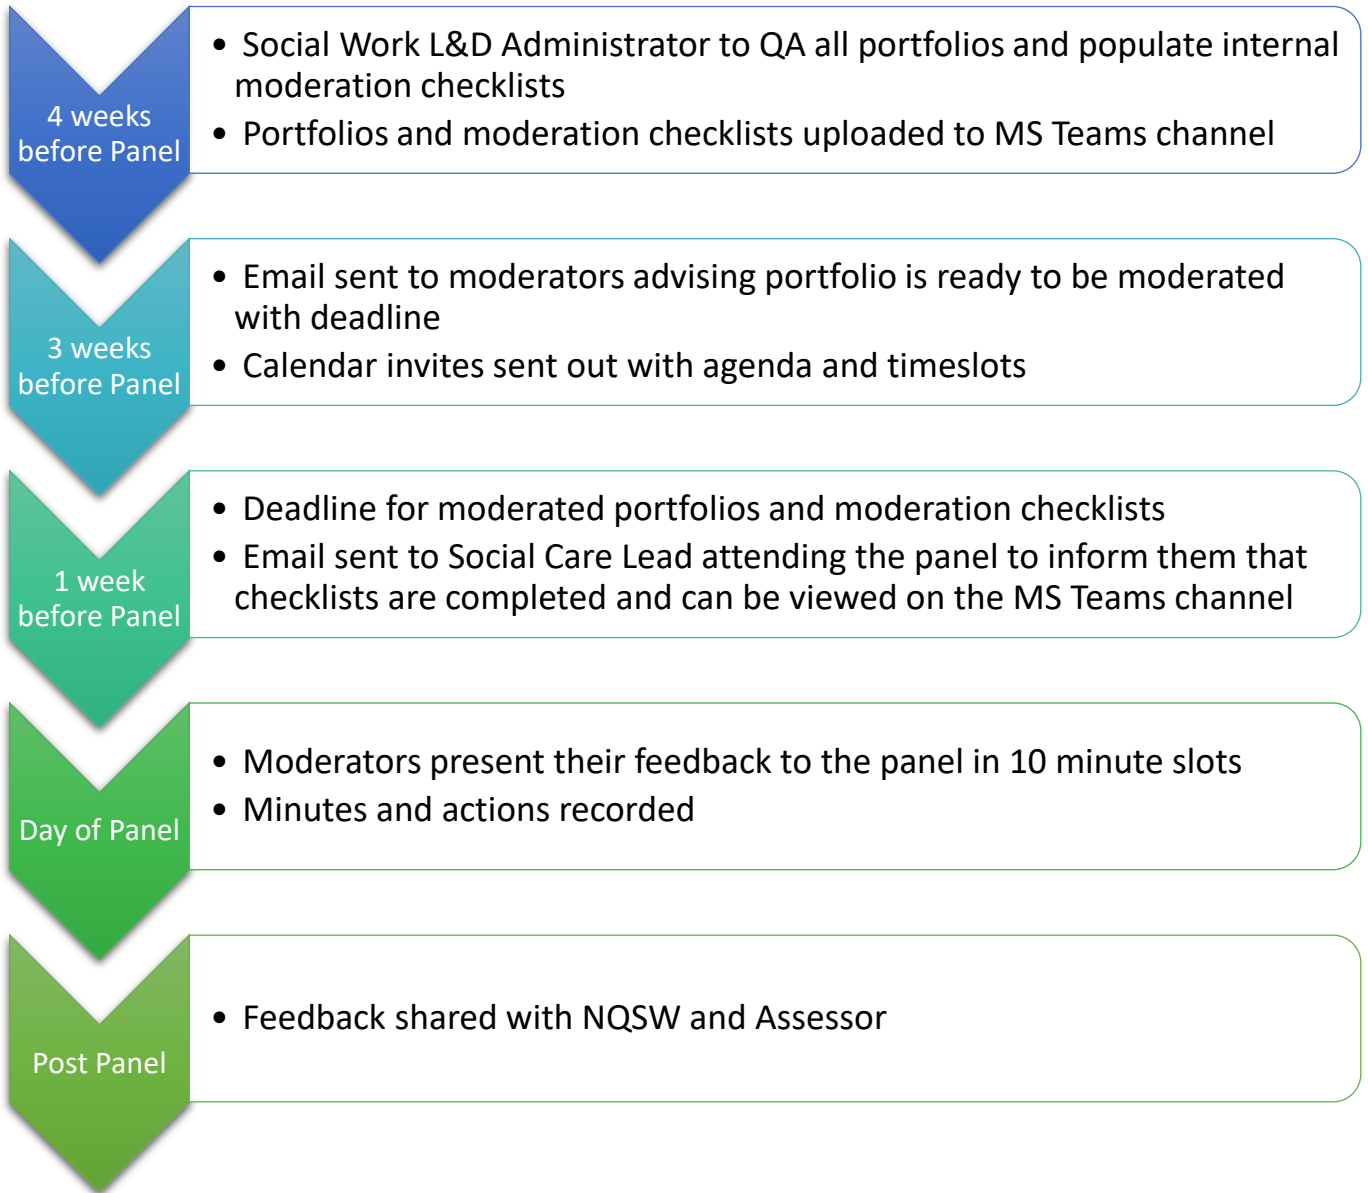 4 weeks
before Panel
• Social Work L&D Administrator to QA all portfolios and populate internal
moderation checklists
• Portfolios and moderation checklists uploaded to MS Teams channel
3 weeks
before Panel
• Email sent to moderators advising portfolio is ready to be moderated
with deadline
• Calendar invites sent out with agenda and timeslots
1 week
before Panel
• Deadline for moderated portfolios and moderation checklists
• Email sent to Social Care Lead attending the panel to inform them that
checklists are completed and can be viewed on the MS Teams channel
Day of Panel
• Moderators present their feedback to the panel in 10 minute slots
• Minutes and actions recorded
Post Panel
• Feedback shared with NQSW and Assessor